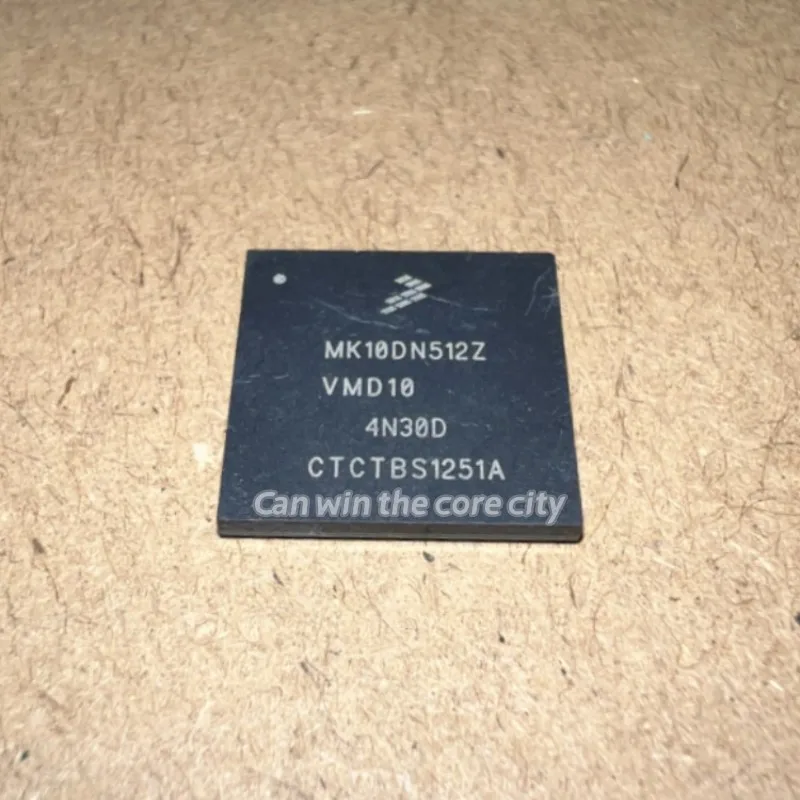 MK10DN512Z
VMD10
4N30D
CTCTBS1251A
Can win the core city